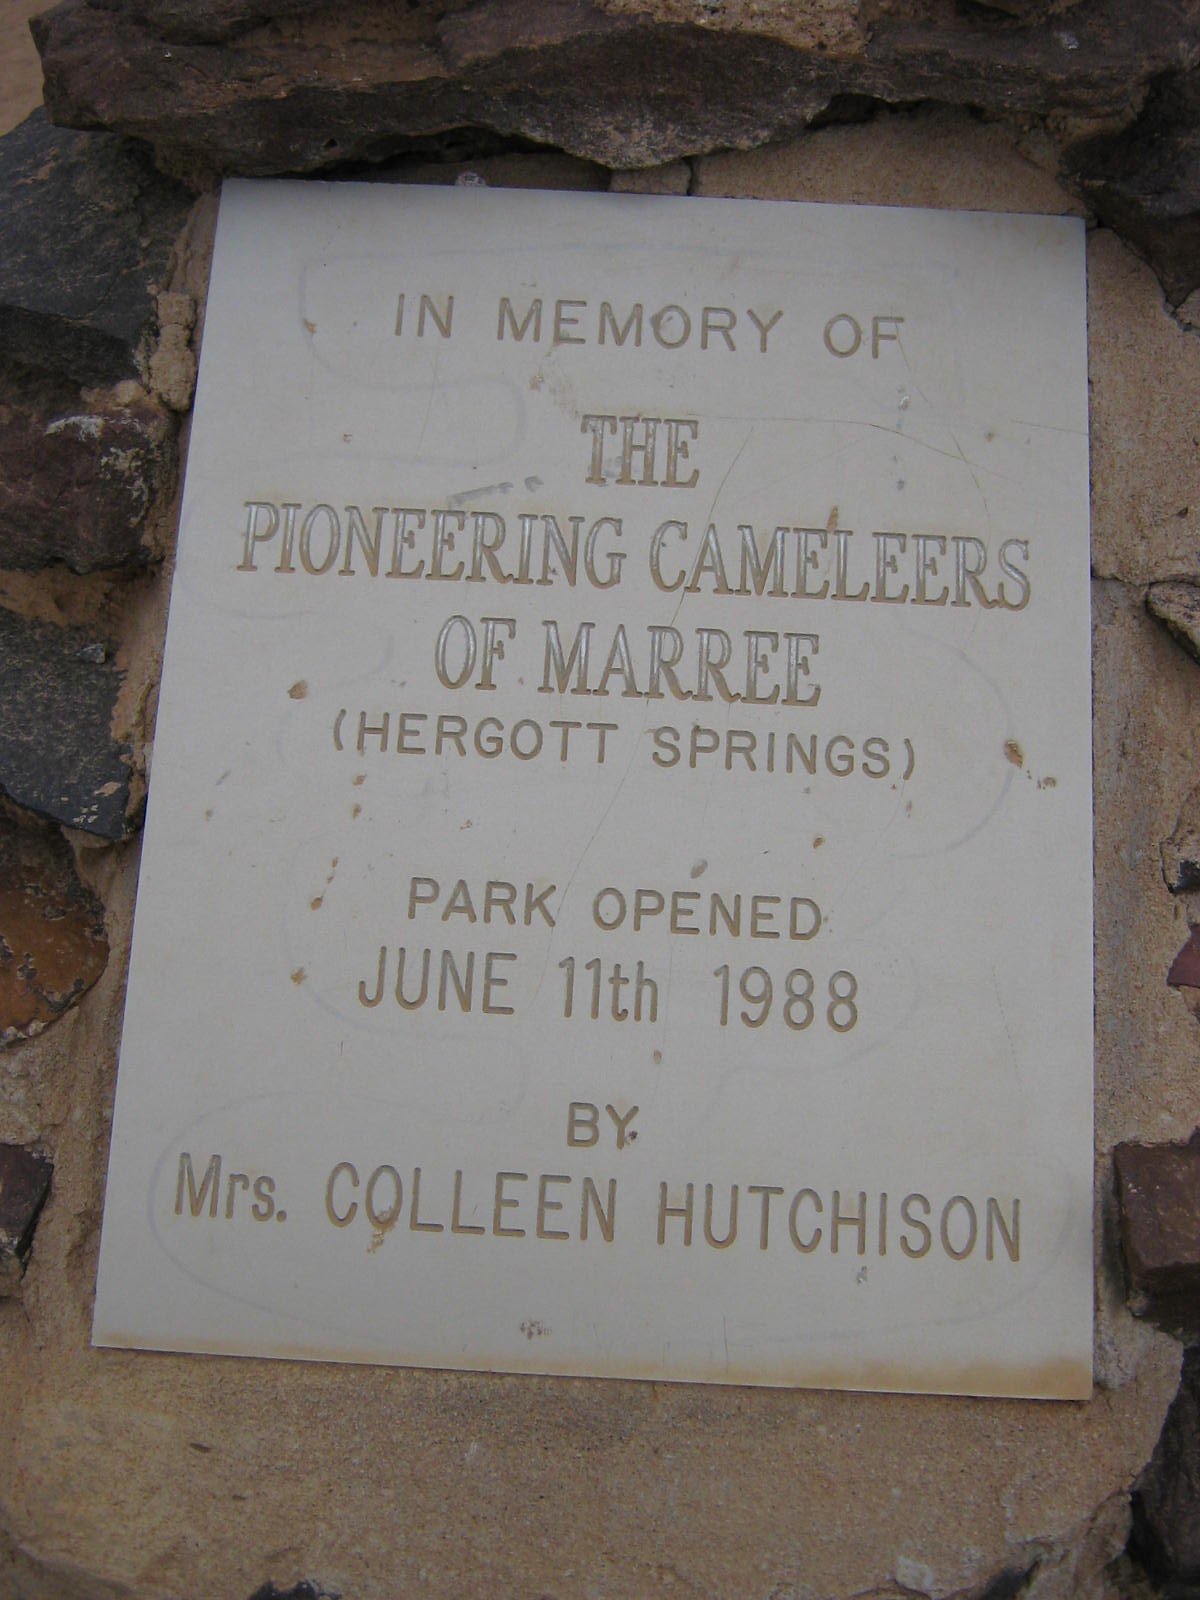 IN MEMORY OF
THE
PIONEERING CAMELEERS
OF MARREE
(HERGOTT SPRINGS)
PARK OPENED
JUNE 11th 1988
BY
Mrs. COLLEEN HUTCHISON